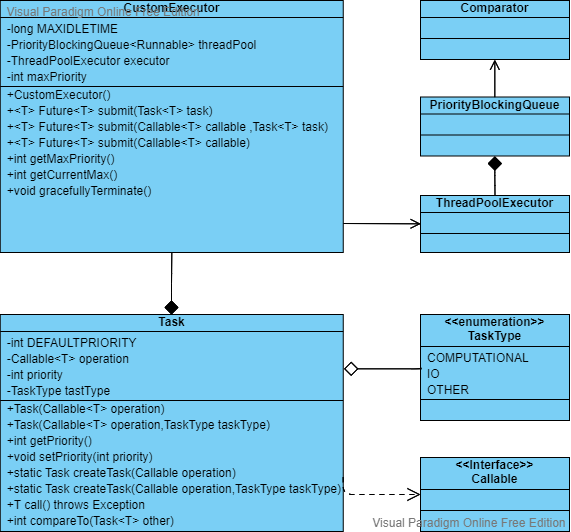 CustomExecutor
Visual Paradigm Online Free Edition
-long MAXIDLETIME
-PriorityBlockingQueue<Runnable> threadPool
-ThreadPoolExecutor executor
-int maxPriority
+CustomExecutor()
+<T> Future<T> submit(Task<T> task)
+<T> Future<T> submit(Callable<T> callable ,Task<T> task)
+<T> Future<T> submit(Callable<T> callable)
+int getMaxPriority()
+int getCurrentMax()
+void gracefullyTerminate()
Comparator
PriorityBlockingQueue
ThreadPoolExecutor
Task
-int DEFAULTPRIORITY
-Callable<T> operation
-int priority
-TaskType tastType
+Task(Callable<T> operation)
+Task(Callable<T> operation,TaskType taskType)
+int getPriority()
+void setPriority(int priority)
+static Task createTask(Callable operation)
+static Task createTask(Callable operation,TaskType taskType)
+T call() throws Exception
+int compareTo(Task<T> other)
<<enumeration>>
TaskType
COMPUTATIONAL
IO
OTHER
<<Interface>>
Callable
Visual Paradigm Online Free Edition